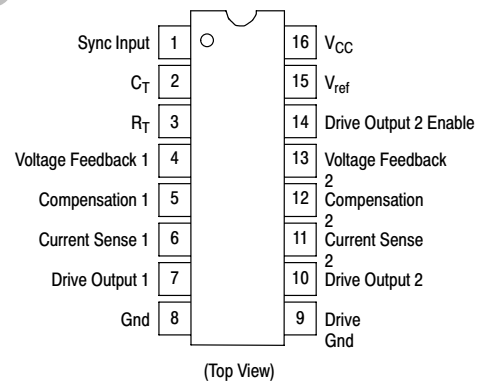 Sync Input 1 16 VCC
CT 2 15 Vref
RT 3 14 Drive Output 2 Enable
Voltage Feedback 1 4 13 Voltage Feedback 2
Compensation 1 5 12 Compensation 2
Current Sense 1 6 11 Current Sense 2
Drive Output 1 7 10 Drive Output 2
Gnd 8 9 Drive Gnd
(Top View)